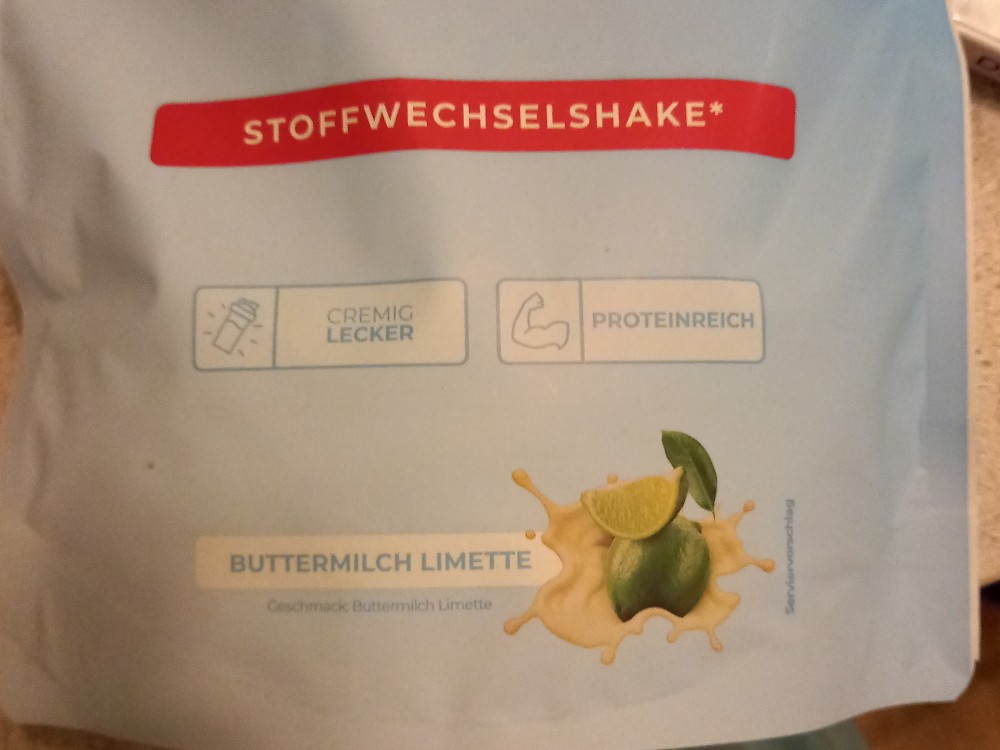 STOFFWECHSELSHAKE*
CREMIG
LECKER
PROTEINREICH
BUTTERMILCH LIMETTE
Geschmack: Buttermilch Limette
Serviervorschlag